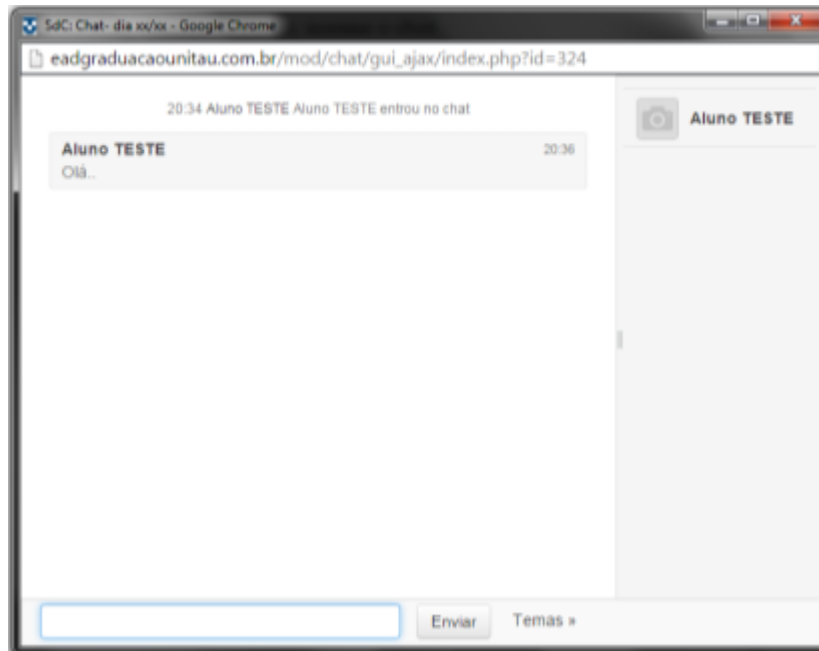 SdC: Chat- dia xx/xx - Google Chrome
eadgraduacaounitau.com.br/mod/chat/gui_ajax/index.php?id=324
20:34 Aluno TESTE Aluno TESTE entrou no chat
Aluno TESTE 20:36
Olá..
Aluno TESTE
Enviar Temas »